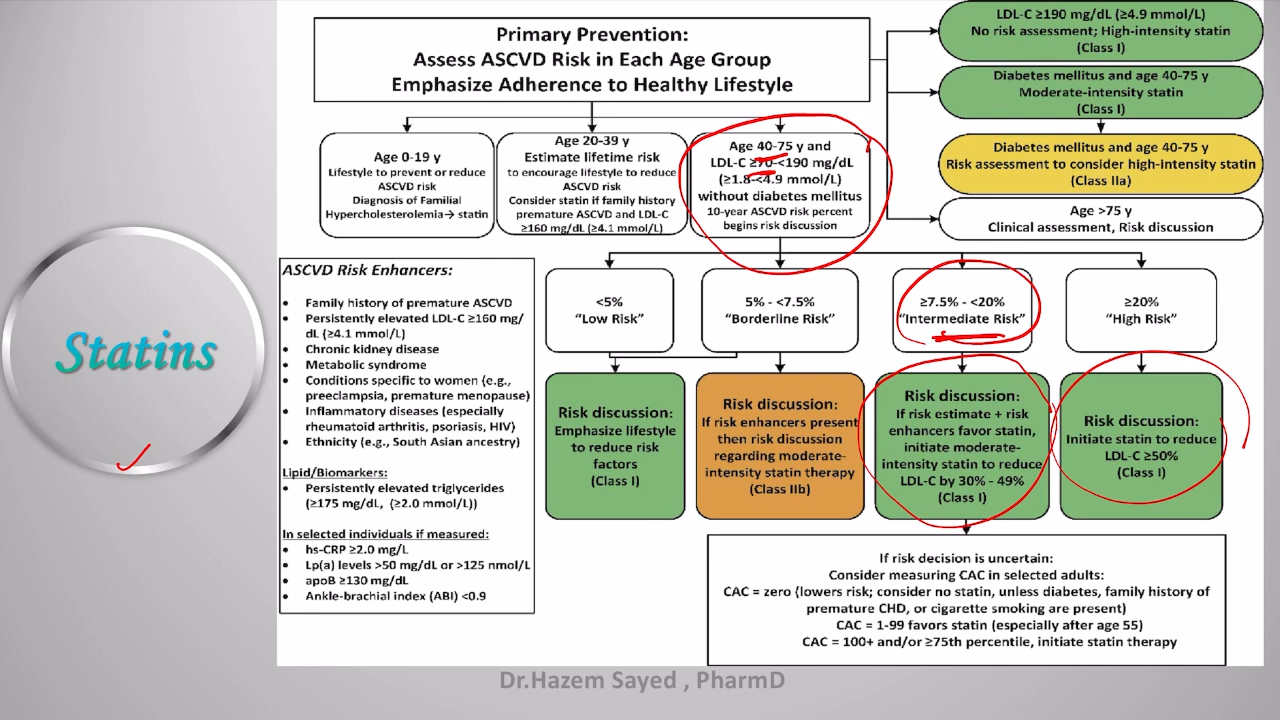 Primary Prevention:
Assess ASCVD Risk in Each Age Group
Emphasize Adherence to Healthy Lifestyle
LDL-C ≥190 mg/dL (≥4.9 mmol/L)
No risk assessment; High-intensity statin
(Class I)
Diabetes mellitus and age 40-75 y
Moderate-intensity statin
(Class I)
Diabetes mellitus and age 40-75 y
Risk assessment to consider high-intensity statin
(Class IIa)
Age >75 y
Clinical assessment, Risk discussion
Age 0-19 y
Lifestyle to prevent or reduce
ASCVD risk
Diagnosis of Familial
Hypercholesterolemia→ statin
Age 20-39 y
Estimate lifetime risk
to encourage lifestyle to reduce
ASCVD risk
Consider statin if family history
premature ASCVD and LDL-C
≥160 mg/dL (≥4.1 mmol/L)
Age 40-75 y and
LDL-C ≥70-<190 mg/dL
(≥1.8-<4.9 mmol/L)
without diabetes mellitus
10-year ASCVD risk percent
begins risk discussion
<5%
"Low Risk"
5% - <7.5%
"Borderline Risk"
≥7.5% - <20%
"Intermediate Risk"
≥20%
"High Risk"
Risk discussion:
Emphasize lifestyle
to reduce risk
factors
(Class I)
Risk discussion:
If risk enhancers present
then risk discussion
regarding moderate-
intensity statin therapy
(Class IIb)
Risk discussion:
If risk estimate + risk
enhancers favor statin,
initiate moderate-
intensity statin to reduce
LDL-C by 30% - 49%
(Class I)
Risk discussion:
Initiate statin to reduce
LDL-C ≥50%
(Class I)
If risk decision is uncertain:
Consider measuring CAC in selected adults:
CAC = zero (lowers risk; consider no statin, unless diabetes, family history of
premature CHD, or cigarette smoking are present)
CAC = 1-99 favors statin (especially after age 55)
CAC = 100+ and/or ≥75th percentile, initiate statin therapy
ASCVD Risk Enhancers:
• Family history of premature ASCVD
• Persistently elevated LDL-C ≥160 mg/
dL (≥4.1 mmol/L)
• Chronic kidney disease
• Metabolic syndrome
• Conditions specific to women (e.g.,
preeclampsia, premature menopause)
• Inflammatory diseases (especially
rheumatoid arthritis, psoriasis, HIV)
• Ethnicity (e.g., South Asian ancestry)
Lipid/Biomarkers:
• Persistently elevated triglycerides
(≥175 mg/dL, (≥2.0 mmol/L))
In selected individuals if measured:
• hs-CRP ≥2.0 mg/L
• Lp(a) levels >50 mg/dL or >125 nmol/L
• apoB ≥130 mg/dL
• Ankle-brachial index (ABI) <0.9
Statins
Dr.Hazem Sayed , PharmD